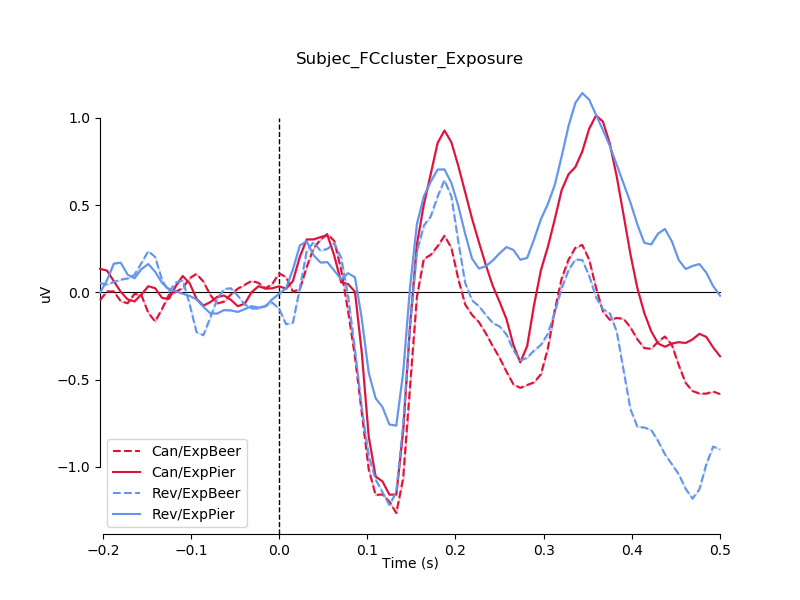 Subjec_FCcluster_Exposure
1.0
0.5
0.0
−0.5
−1.0
uV
Can/ExpBeer
Can/ExpPier
Rev/ExpBeer
Rev/ExpPier
−0.2 −0.1 0.0 0.1 0.2 0.3 0.4 0.5
Time (s)